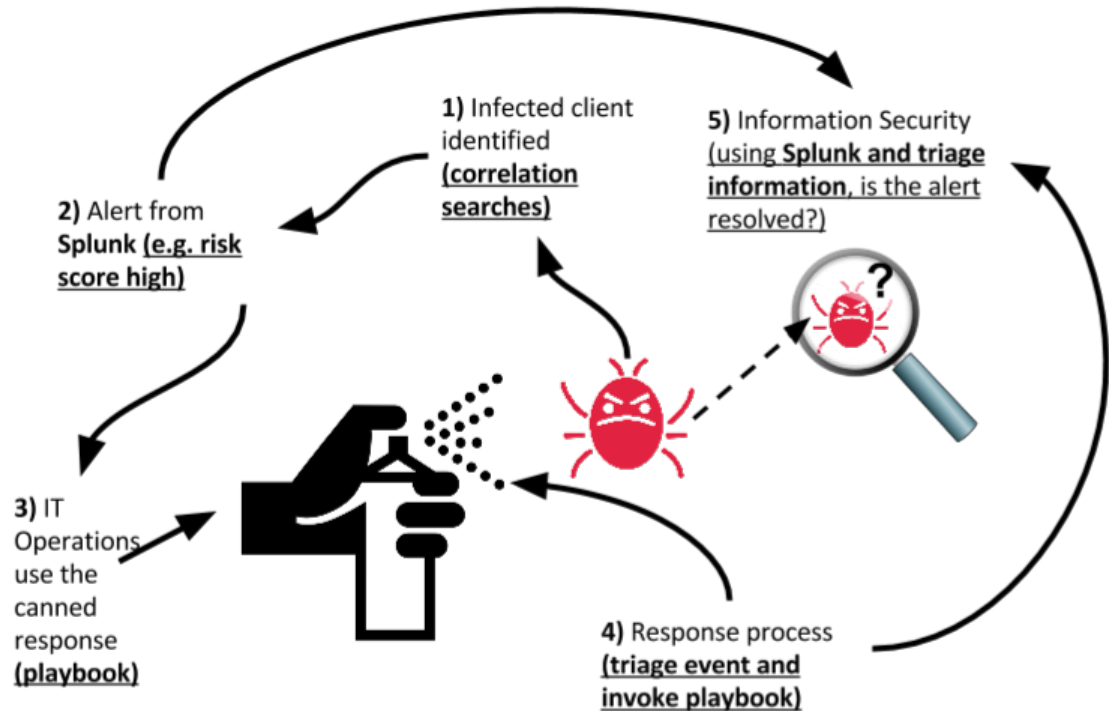 1) Infected client
identified
(correlation
searches)
5) Information Security
(using Splunk and triage
information, is the alert
resolved?)
2) Alert from
Splunk (e.g. risk
score high)
?
3) IT
Operations
use the
canned
response
(playbook)
4) Response process
(triage event and
invoke playbook)